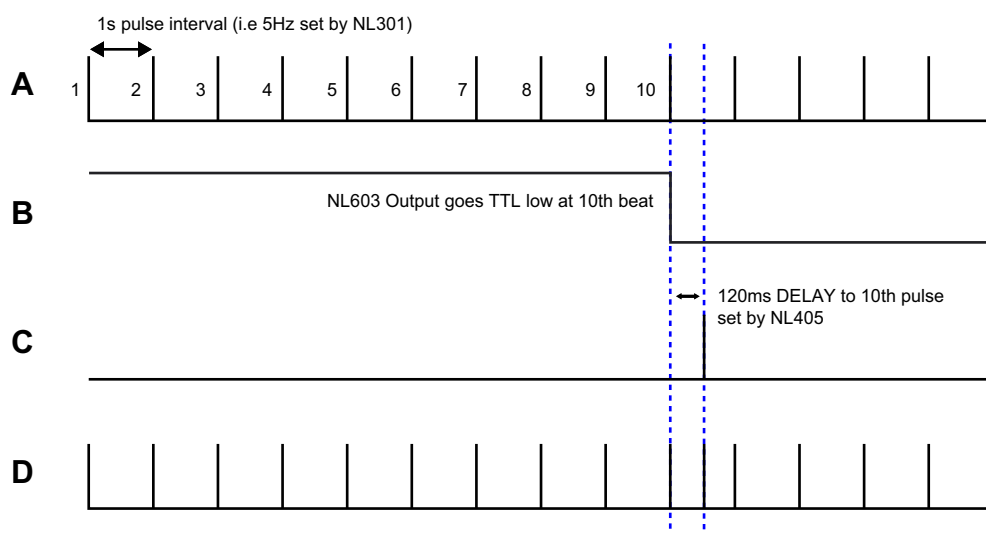 1s pulse interval (i.e 5Hz set by NL301)
A
1 2 3 4 5 6 7 8 9 10
B
NL603 Output goes TTL low at 10th beat
120ms DELAY to 10th pulse
set by NL405
C
D